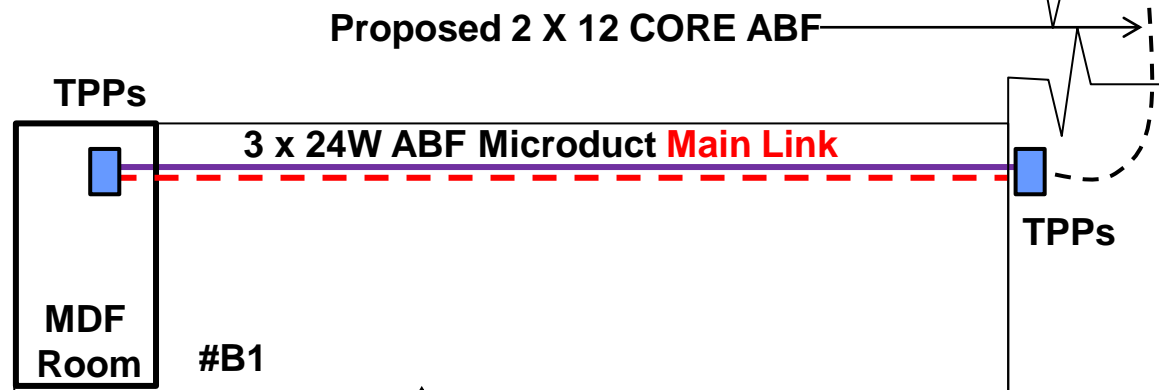 Proposed 2 X 12 CORE ABF
TPPs
3 x 24W ABF Microduct Main Link
TPPs
MDF
Room
#B1